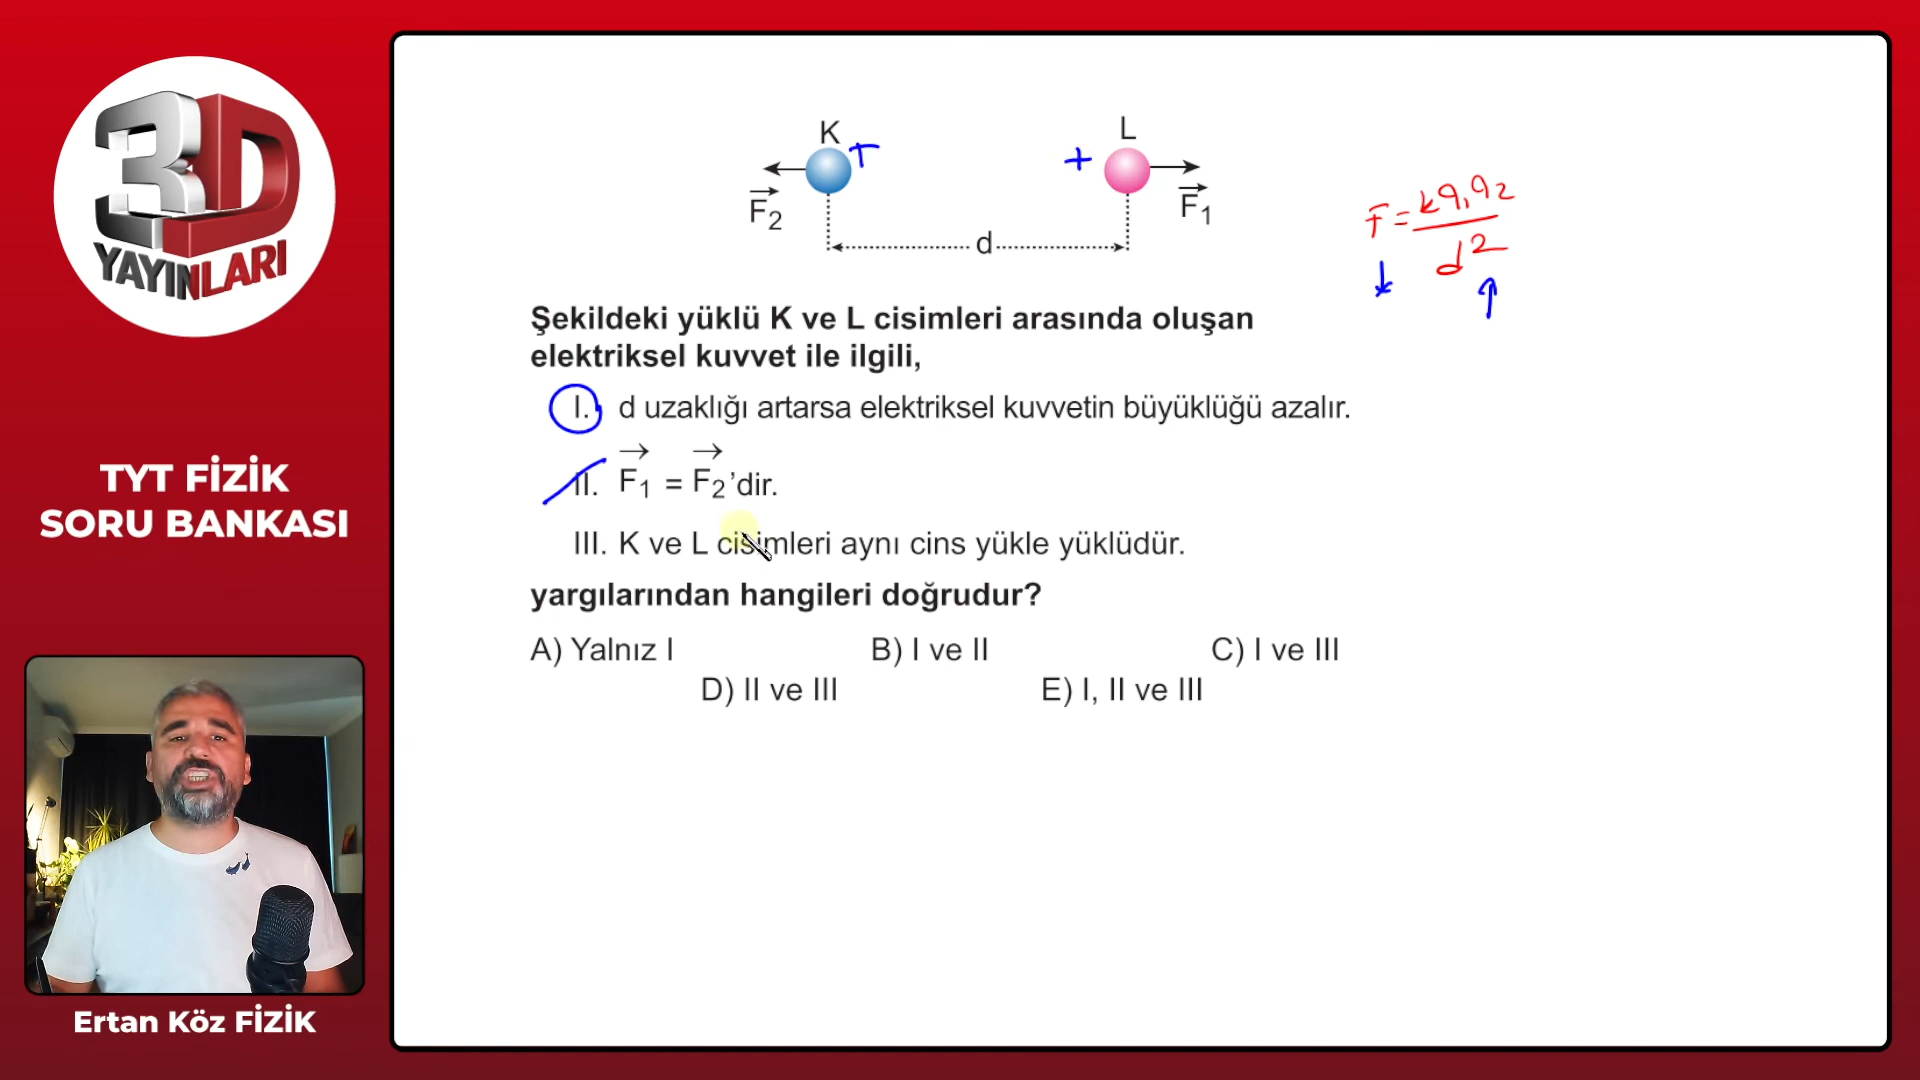 3D
YAYINLARI
TYT FİZİK
SORU BANKASI
Ertan Köz FİZİK
K + + L
F₂ F₁
d
F = k q₁ q₂ / d²
Şekildeki yüklü K ve L cisimleri arasında oluşan
elektriksel kuvvet ile ilgili,
I. d uzaklığı artarsa elektriksel kuvvetin büyüklüğü azalır.
II. F₁ = F₂'dir.
III. K ve L cisimleri aynı cins yükle yüklüdür.
yargılarından hangileri doğrudur?
A) Yalnız I B) I ve II C) I ve III
D) II ve III E) I, II ve III